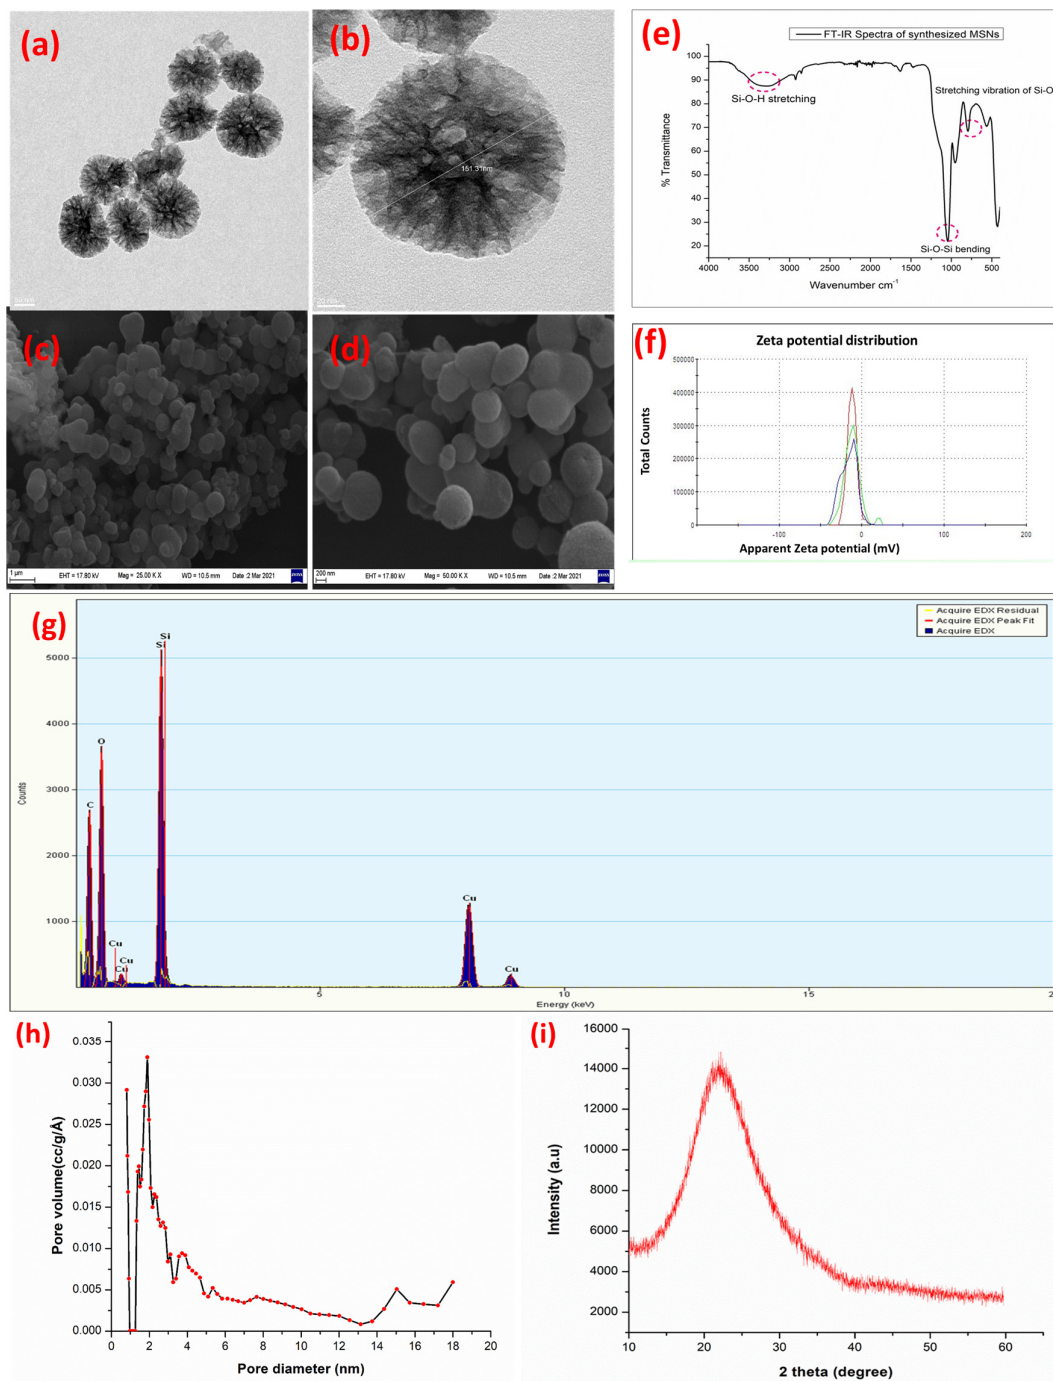 (a)
50 nm
(b)
151.31nm
20 nm
(c)
1 µm
EHT = 17.80 kV
Mag = 25.00 K X
WD = 10.5 mm
Date :2 Mar 2021
ZEISS
(d)
200 nm
EHT = 17.80 kV
Mag = 50.00 K X
WD = 10.5 mm
Date :2 Mar 2021
ZEISS
(e)
FT-IR Spectra of synthesized MSNs
100
90
80
70
60
50
40
30
20
% Transmittance
Si-O-H stretching
Stretching vibration of Si-O
Si-O-Si bending
4000 3500 3000 2500 2000 1500 1000 500
Wavenumber cm-1
(f)
Zeta potential distribution
500000
400000
300000
200000
100000
0
Total Counts
-100 0 100 200
Apparent Zeta potential (mV)
(g)
Acquire EDX Residual
Acquire EDX Peak Fit
Acquire EDX
5000
4000
3000
2000
1000
Counts
C
O
Cu
Cu
Cu
Si
Si
Cu
Cu
5 10 15 2
Energy (keV)
(h)
0.035
0.030
0.025
0.020
0.015
0.010
0.005
0.000
Pore volume(cc/g/Å)
0 2 4 6 8 10 12 14 16 18 20
Pore diameter (nm)
(i)
16000
14000
12000
10000
8000
6000
4000
2000
Intensity (a.u)
10 20 30 40 50 60
2 theta (degree)